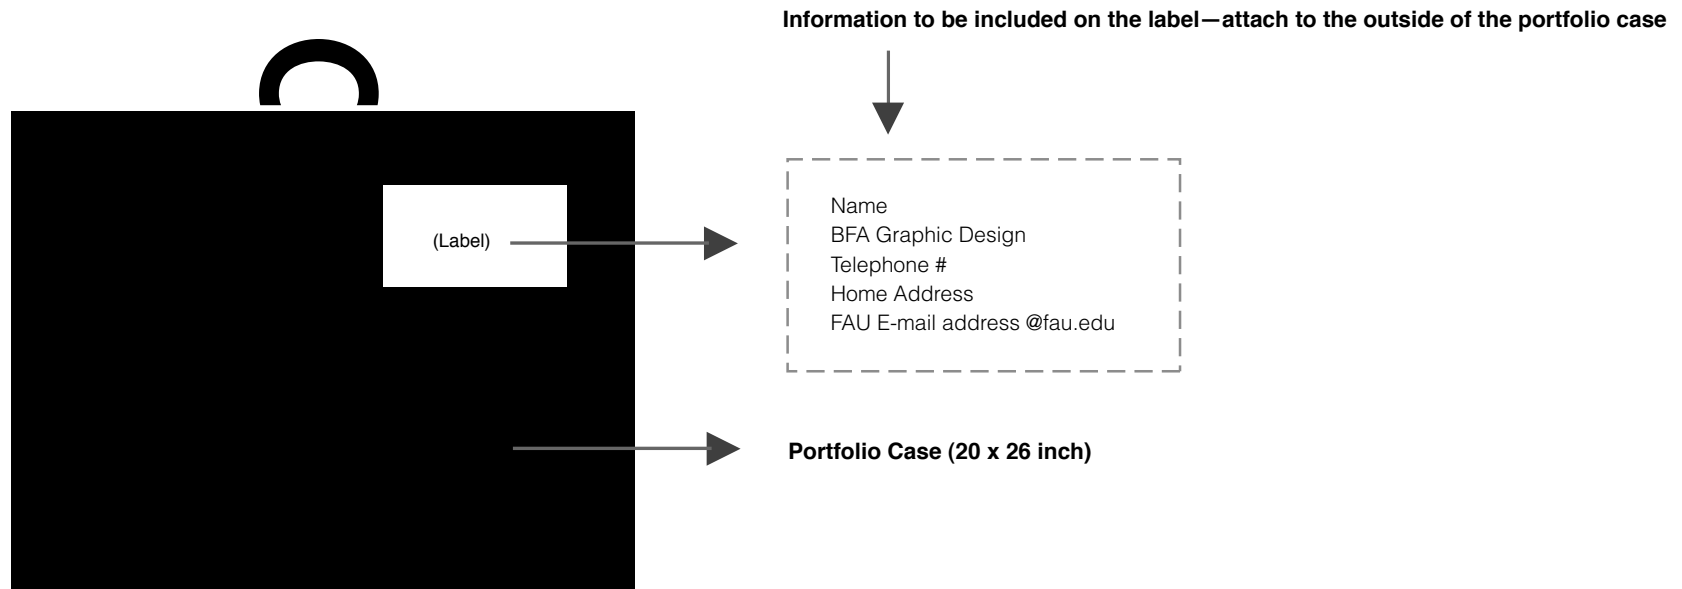 Information to be included on the label—attach to the outside of the portfolio case
(Label)
Name
BFA Graphic Design
Telephone #
Home Address
FAU E-mail address @fau.edu
Portfolio Case (20 x 26 inch)